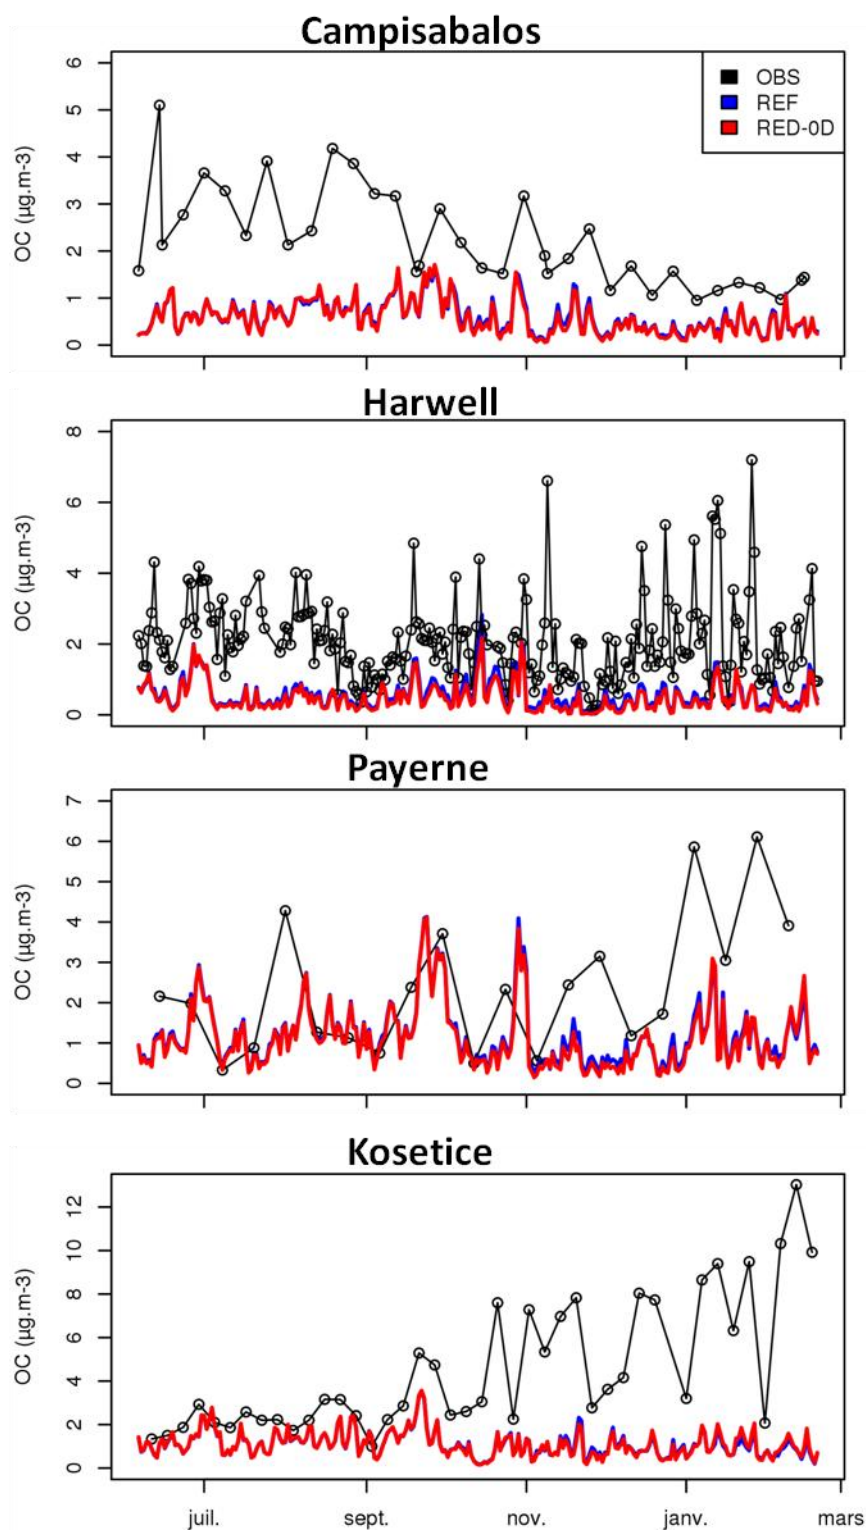 Campisabalos
OC (µg.m-3)
0
1
2
3
4
5
6
OBS
REF
RED-0D
Harwell
OC (µg.m-3)
0
2
4
6
8
Payerne
OC (µg.m-3)
0
1
2
3
4
5
6
7
Kosetice
OC (µg.m-3)
0
2
4
6
8
10
12
juil.
sept.
nov.
janv.
mars